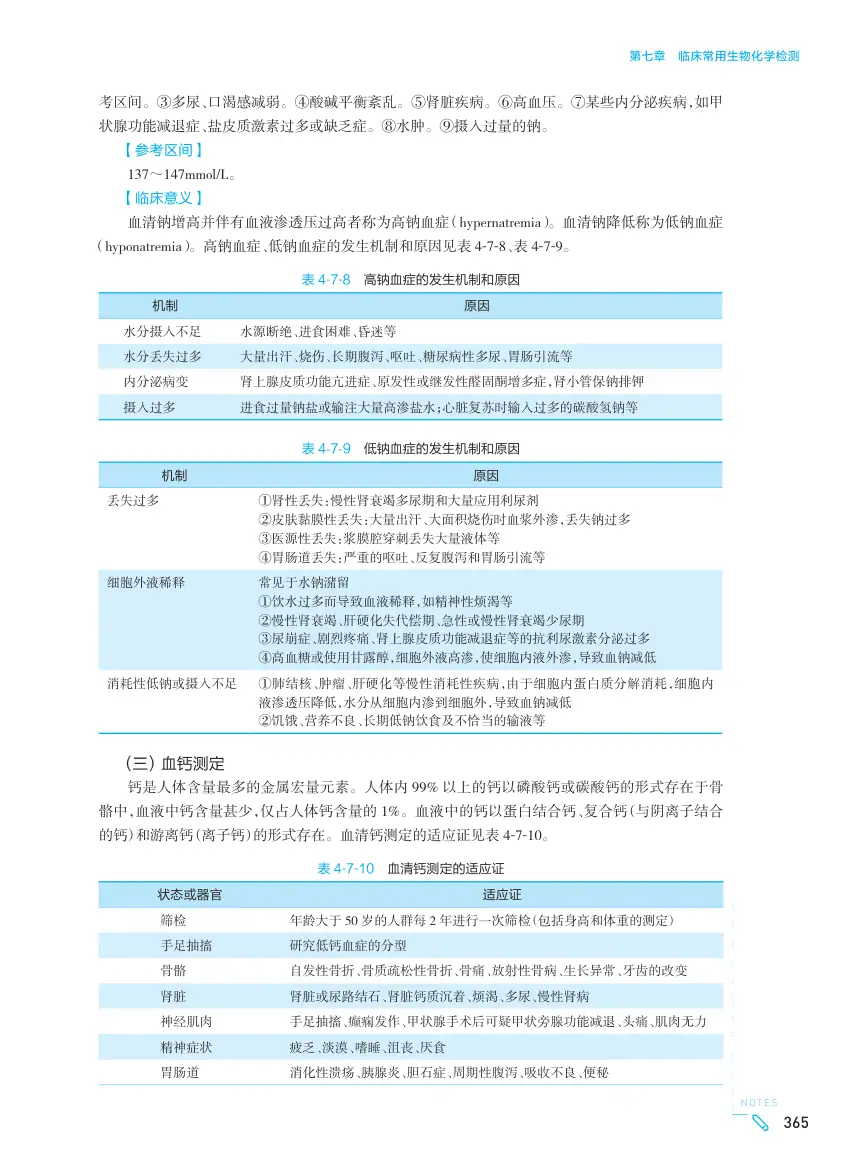 第七章 临床常用生物化学检测
考区间。③多尿、口渴感减弱。④酸碱平衡紊乱。⑤肾脏疾病。⑥高血压。⑦某些内分泌疾病,如甲
状腺功能减退症、盐皮质激素过多或缺乏症。⑧水肿。⑨摄入过量的钠。
【参考区间】
137～147mmol/L。
【临床意义】
血清钠增高并伴有血液渗透压过高者称为高钠血症(hypernatremia)。血清钠降低称为低钠血症
(hyponatremia)。高钠血症、低钠血症的发生机制和原因见表 4-7-8、表 4-7-9。
表 4-7-8 高钠血症的发生机制和原因
机制 原因
水分摄入不足 水源断绝、进食困难、昏迷等
水分丢失过多 大量出汗、烧伤、长期腹泻、呕吐、糖尿病性多尿、胃肠引流等
内分泌病变 肾上腺皮质功能亢进症、原发性或继发性醛固酮增多症,肾小管保钠排钾
摄入过多 进食过量钠盐或输注大量高渗盐水;心脏复苏时输入过多的碳酸氢钠等
表 4-7-9 低钠血症的发生机制和原因
机制 原因
丢失过多 ①肾性丢失:慢性肾衰竭多尿期和大量应用利尿剂
②皮肤黏膜性丢失:大量出汗、大面积烧伤时血浆外渗,丢失钠过多
③医源性丢失:浆膜腔穿刺丢失大量液体等
④胃肠道丢失:严重的呕吐、反复腹泻和胃肠引流等
细胞外液稀释 常见于水钠潴留
①饮水过多而导致血液稀释,如精神性烦渴等
②慢性肾衰竭、肝硬化失代偿期、急性或慢性肾衰竭少尿期
③尿崩症、剧烈疼痛、肾上腺皮质功能减退症等的抗利尿激素分泌过多
④高血糖或使用甘露醇,细胞外液高渗,使细胞内液外渗,导致血钠减低
消耗性低钠或摄入不足 ①肺结核、肿瘤、肝硬化等慢性消耗性疾病,由于细胞内蛋白质分解消耗,细胞内
液渗透压降低,水分从细胞内渗到细胞外,导致血钠减低
②饥饿、营养不良、长期低钠饮食及不恰当的输液等
(三)血钙测定
钙是人体含量最多的金属宏量元素。人体内 99% 以上的钙以磷酸钙或碳酸钙的形式存在于骨
骼中,血液中钙含量甚少,仅占人体钙含量的 1%。血液中的钙以蛋白结合钙、复合钙(与阴离子结合
的钙)和游离钙(离子钙)的形式存在。血清钙测定的适应证见表 4-7-10。
表 4-7-10 血清钙测定的适应证
状态或器官 适应证
筛检 年龄大于 50 岁的人群每 2 年进行一次筛检(包括身高和体重的测定)
手足抽搐 研究低钙血症的分型
骨骼 自发性骨折、骨质疏松性骨折、骨痛、放射性骨病、生长异常、牙齿的改变
肾脏 肾脏或尿路结石、肾脏钙质沉着、烦渴、多尿、慢性肾病
神经肌肉 手足抽搐、癫痫发作、甲状腺手术后可疑甲状旁腺功能减退、头痛、肌肉无力
精神症状 疲乏、淡漠、嗜睡、沮丧、厌食
胃肠道 消化性溃疡、胰腺炎、胆石症、周期性腹泻、吸收不良、便秘
NOTES
365